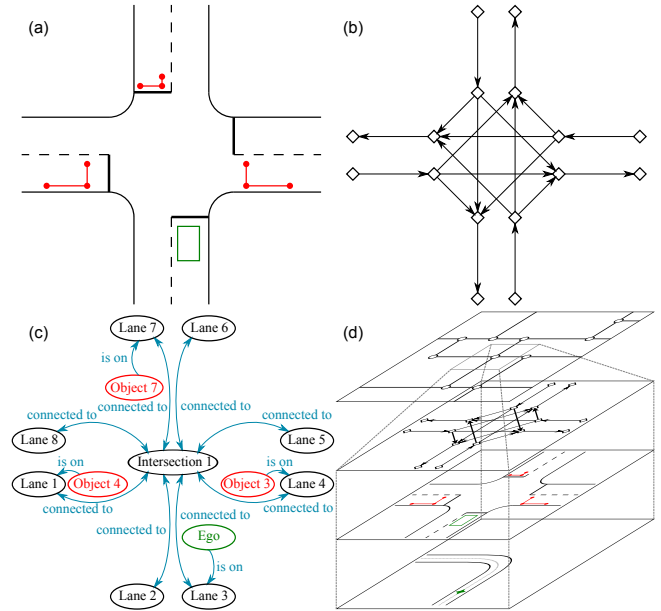 (a)
(b)
(c)
Lane 7
Lane 6
(d)
is on
Object 7
connected to
connected to
connected to
connected to
Lane 8
Lane 5
is on
Intersection 1
is on
Lane 1
Object 4
Object 3
Lane 4
connected to
connected to
connected to
connected to
Ego
is on
Lane 2
Lane 3